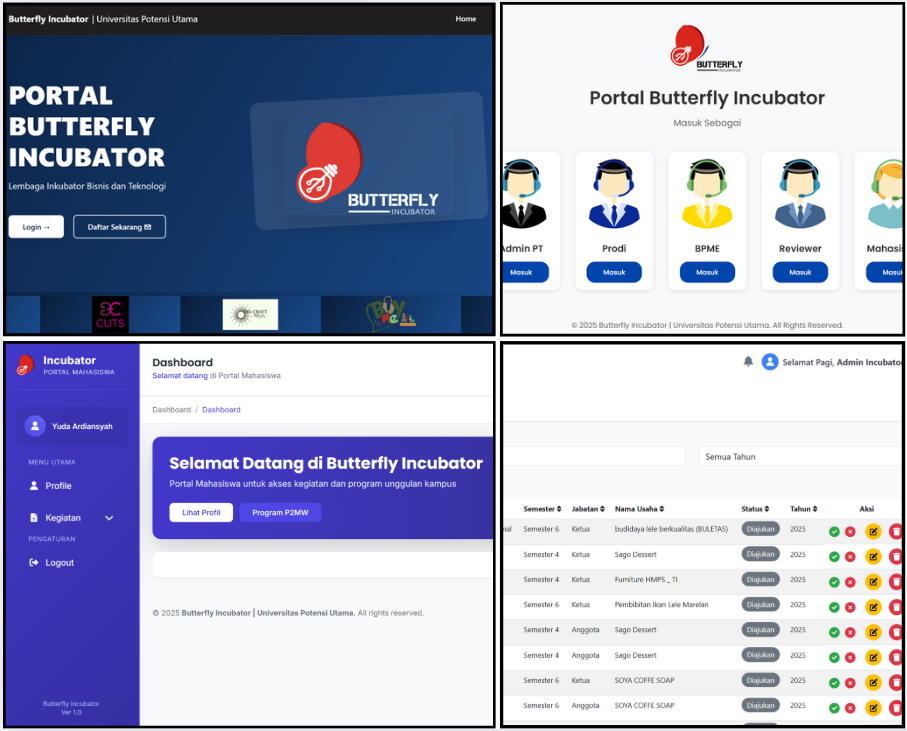 Butterfly Incubator | Universitas Potensi Utama
Home
PORTAL
BUTTERFLY
INCUBATOR
Lembaga Inkubator Bisnis dan Teknologi
Login →
Daftar Sekarang
BUTTERFLY
INCUBATOR
CUTS
BUY
BUTTERFLY
INCUBATOR
Portal Butterfly Incubator
Masuk Sebagai
Admin PT
Prodi
BPME
Reviewer
Mahasis
Masuk
Masuk
Masuk
Masuk
Masuk
© 2025 Butterfly Incubator | Universitas Potensi Utama. All Rights Reserved.
Incubator
PORTAL MAHASISWA
Yuda Ardiansyah
MENU UTAMA
Profile
Kegiatan
PENGATURAN
Logout
Butterfly Incubator
Ver 1.0
Dashboard
Selamat datang di Portal Mahasiswa
Dashboard / Dashboard
Selamat Datang di Butterfly Incubator
Portal Mahasiswa untuk akses kegiatan dan program unggulan kampus
Lihat Profil
Program P2MW
© 2025 Butterfly Incubator | Universitas Potensi Utama. All rights reserved.
Selamat Pagi, Admin Incubator
Semua Tahun
Semester Jabatan Nama Usaha Status Tahun Aksi
nal Semester 6 Ketua budidaya lele berkualitas (BULETAS) Diajukan 2025
Semester 4 Ketua Sago Dessert Diajukan 2025
Semester 4 Ketua Furniture HMPS _ TI Diajukan 2025
Semester 6 Ketua Pembibitan Ikan Lele Marelan Diajukan 2025
Semester 4 Anggota Sago Dessert Diajukan 2025
Semester 4 Anggota Sago Dessert Diajukan 2025
Semester 6 Ketua SOYA COFFE SOAP Diajukan 2025
Semester 6 Anggota SOYA COFFE SOAP Diajukan 2025